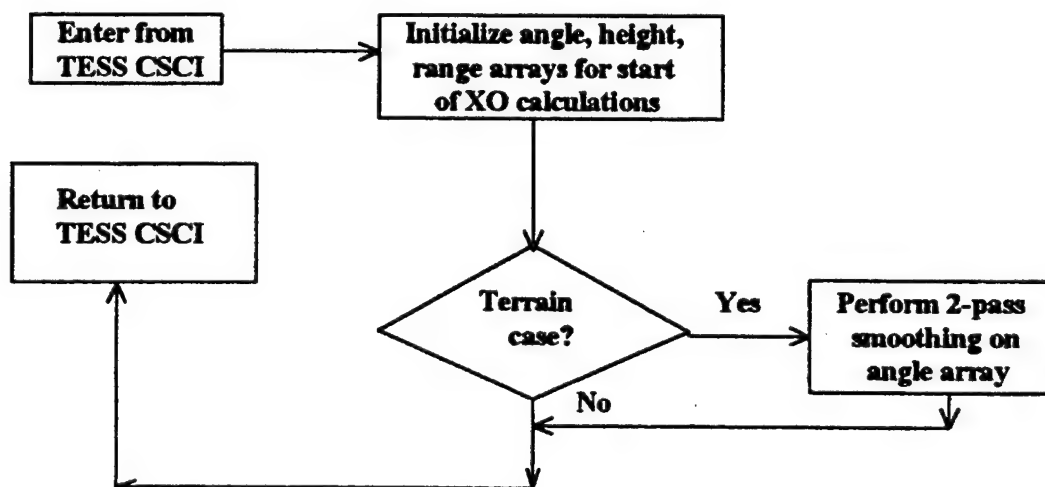 Enter from
TESS CSCI
Initialize angle, height,
range arrays for start
of XO calculations
Return to
TESS CSCI
Terrain
case?
Yes
Perform 2-pass
smoothing on
angle array
No